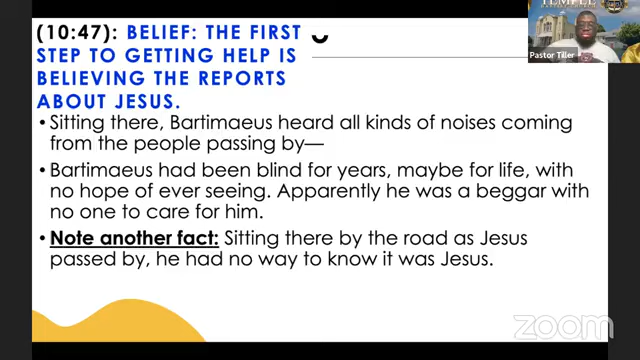 (10:47): BELIEF: THE FIRST
STEP TO GETTING HELP IS
BELIEVING THE REPORTS
ABOUT JESUS.
• Sitting there, Bartimaeus heard all kinds of noises coming
from the people passing by—
• Bartimaeus had been blind for years, maybe for life, with
no hope of ever seeing. Apparently he was a beggar with
no one to care for him.
• Note another fact: Sitting there by the road as Jesus
passed by, he had no way to know it was Jesus.
TEMPLE
Pastor Tiller
zoom